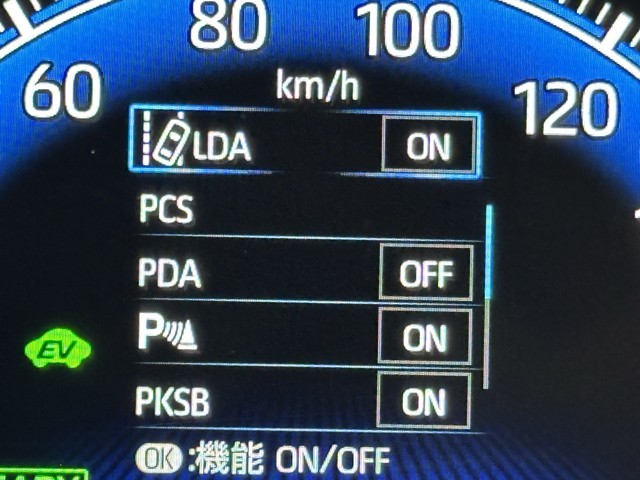 80 100
60 km/h 120
LDA ON
PCS
PDA OFF
P ON
EV
PKSB ON
OK :機能 ON/OFF